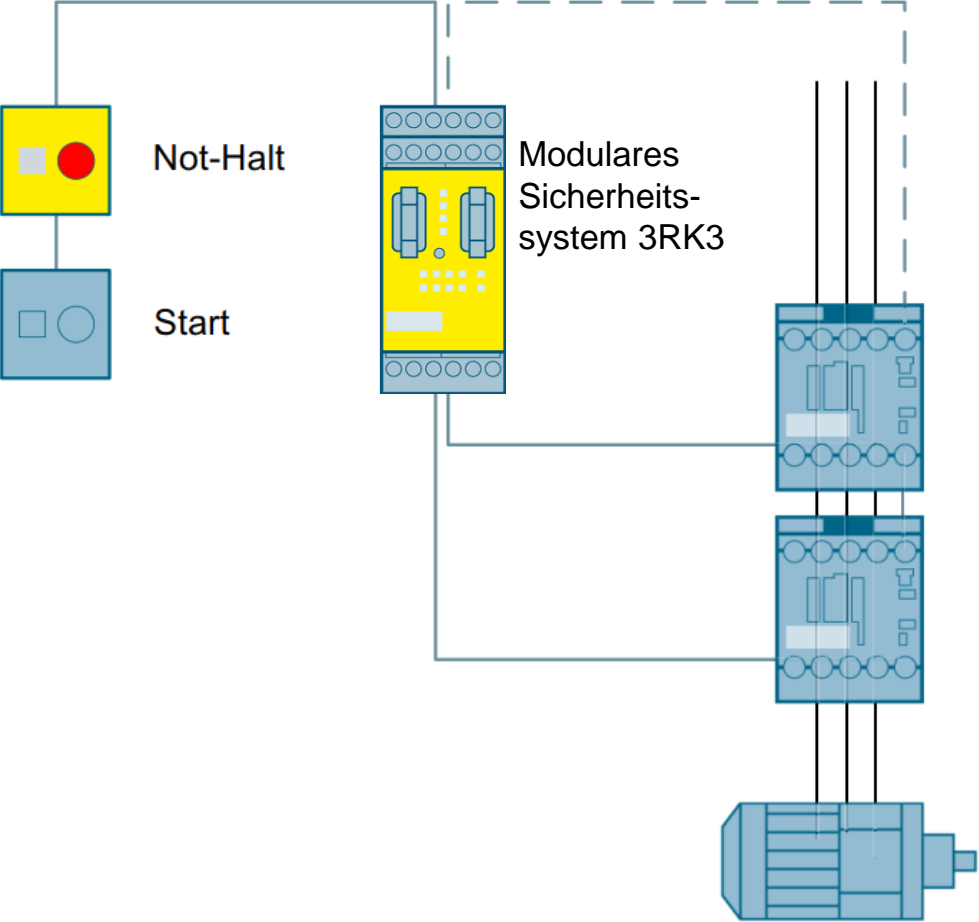 Not-Halt
Modulares
Sicherheits-
system 3RK3
Start